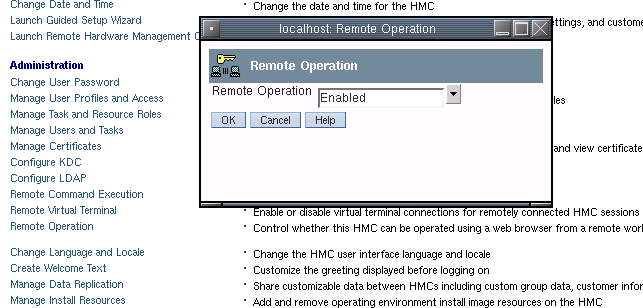 Change Date and Time
Change the date and time for the HMC
Launch Guided Setup Wizard
ettings, and custome
Launch Remote Hardware Management C
localhost: Remote Operation
Remote Operation
Remote Operation
Enabled
OK
Cancel
Help
Administration
Change User Password
Manage User Profiles and Access
les
Manage Task and Resource Roles
Manage Users and Tasks
Manage Certificates
and view certificate
Configure KDC
Configure LDAP
Remote Command Execution
Remote Virtual Terminal
Enable or disable virtual terminal connections for remotely connected HMC sessions
Remote Operation
Control whether this HMC can be operated using a web browser from a remote worl
Change Language and Locale
Change the HMC user interface language and locale
Create Welcome Text
Customize the greeting displayed before logging on
Manage Data Replication
Share customizable data between HMCs including custom group data, customer infor
Manage Install Resources
Add and remove operating environment install image resources on the HMC